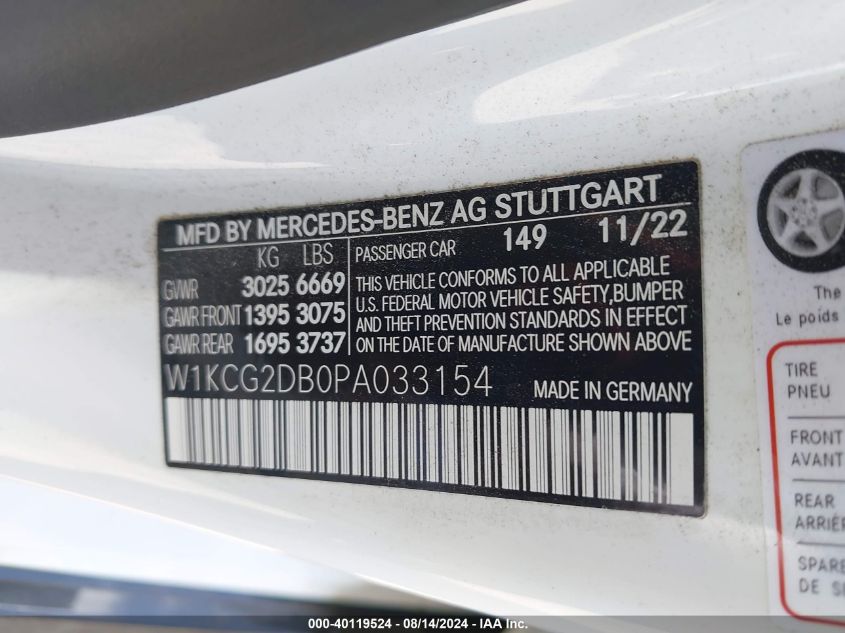 MFD BY MERCEDES-BENZ AG STUTTGART
KG LBS
GVWR 3025 6669
GAWR FRONT 1395 3075
GAWR REAR 1695 3737
PASSENGER CAR 149 11/22
THIS VEHICLE CONFORMS TO ALL APPLICABLE
U.S. FEDERAL MOTOR VEHICLE SAFETY,BUMPER
AND THEFT PREVENTION STANDARDS IN EFFECT
ON THE DATE OF MANUFACTURE SHOWN ABOVE
W1KCG2DB0PA033154
MADE IN GERMANY
The
Le poids
TIRE
PNEU
FRONT
AVANT
REAR
ARRIÈR
SPARE
DE S
000-40119524 - 08/14/2024 - IAA Inc.